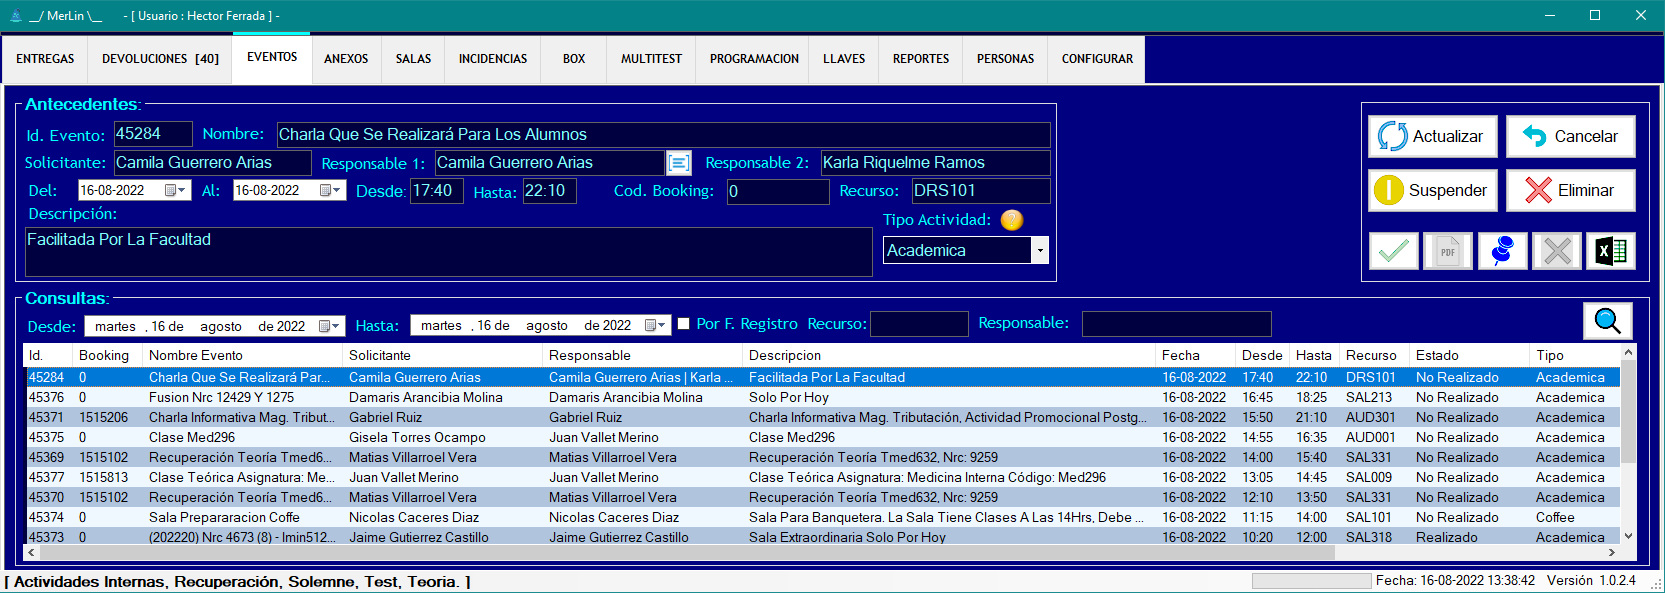 __/ MerLin \__ - [ Usuario : Hector Ferrada ] -
ENTREGAS DEVOLUCIONES [40] EVENTOS ANEXOS SALAS INCIDENCIAS BOX MULTITEST PROGRAMACION LLAVES REPORTES PERSONAS CONFIGURAR
Antecedentes:
Id. Evento: 45284 Nombre: Charla Que Se Realizará Para Los Alumnos
Solicitante: Camila Guerrero Arias Responsable 1: Camila Guerrero Arias Responsable 2: Karla Riquelme Ramos
Del: 16-08-2022 Al: 16-08-2022 Desde: 17:40 Hasta: 22:10 Cod. Booking: 0 Recurso: DRS101
Descripción: Tipo Actividad: ?
Facilitada Por La Facultad
Academica
Actualizar Cancelar
Suspender Eliminar
PDF X
Consultas:
Desde: martes , 16 de agosto de 2022 Hasta: martes , 16 de agosto de 2022 Por F. Registro Recurso: Responsable:
Id. Booking Nombre Evento Solicitante Responsable Descripcion Fecha Desde Hasta Recurso Estado Tipo
45284 0 Charla Que Se Realizará Par... Camila Guerrero Arias Camila Guerrero Arias | Karla ... Facilitada Por La Facultad 16-08-2022 17:40 22:10 DRS101 No Realizado Academica
45376 0 Fusion Nrc 12429 Y 1275 Damaris Arancibia Molina Damaris Arancibia Molina Solo Por Hoy 16-08-2022 16:45 18:25 SAL213 No Realizado Academica
45371 1515206 Charla Informativa Mag. Tribut... Gabriel Ruiz Gabriel Ruiz Charla Informativa Mag. Tributación, Actividad Promocional Postg... 16-08-2022 15:50 21:10 AUD301 No Realizado Academica
45375 0 Clase Med296 Gisela Torres Ocampo Juan Vallet Merino Clase Med296 16-08-2022 14:55 16:35 AUD001 No Realizado Academica
45369 1515102 Recuperación Teoría Tmed6... Matias Villarroel Vera Matias Villarroel Vera Recuperación Teoría Tmed632, Nrc: 9259 16-08-2022 14:00 15:40 SAL331 No Realizado Academica
45377 1515813 Clase Teórica Asignatura: Me... Juan Vallet Merino Juan Vallet Merino Clase Teórica Asignatura: Medicina Interna Código: Med296 16-08-2022 13:05 14:45 SAL009 No Realizado Academica
45370 1515102 Recuperación Teoría Tmed6... Matias Villarroel Vera Matias Villarroel Vera Recuperación Teoría Tmed632, Nrc: 9259 16-08-2022 12:10 13:50 SAL331 No Realizado Academica
45374 0 Sala Prepararacion Coffe Nicolas Caceres Diaz Nicolas Caceres Diaz Sala Para Banquetera. La Sala Tiene Clases A Las 14Hrs, Debe ... 16-08-2022 11:15 14:00 SAL101 No Realizado Coffee
45373 0 (202220) Nrc 4673 (8) - Imin512... Jaime Gutierrez Castillo Jaime Gutierrez Castillo Sala Extraordinaria Solo Por Hoy 16-08-2022 10:20 12:00 SAL318 Realizado Academica
[ Actividades Internas, Recuperación, Solemne, Test, Teoria. ] Fecha: 16-08-2022 13:38:42 Versión 1.0.2.4